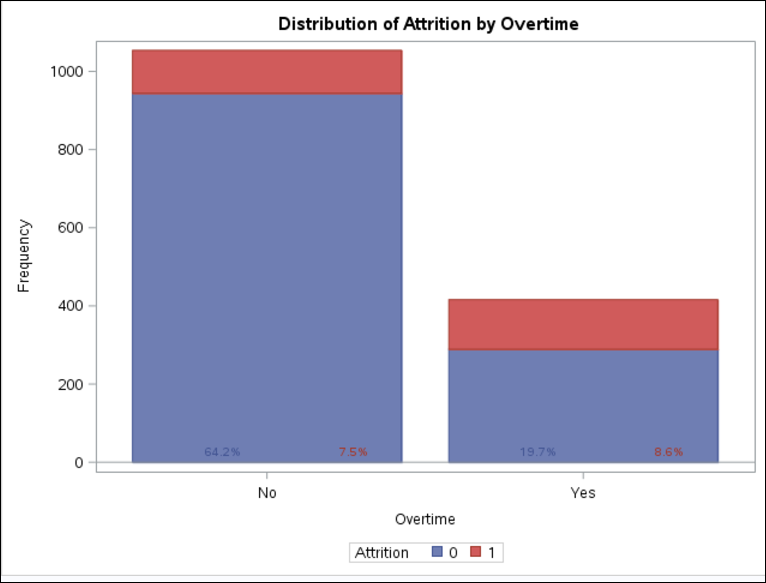 Distribution of Attrition by Overtime
1000
800
600
400
200
0
Frequency
64.2% 7.5% 19.7% 8.6%
No Yes
Overtime
Attrition 0 1